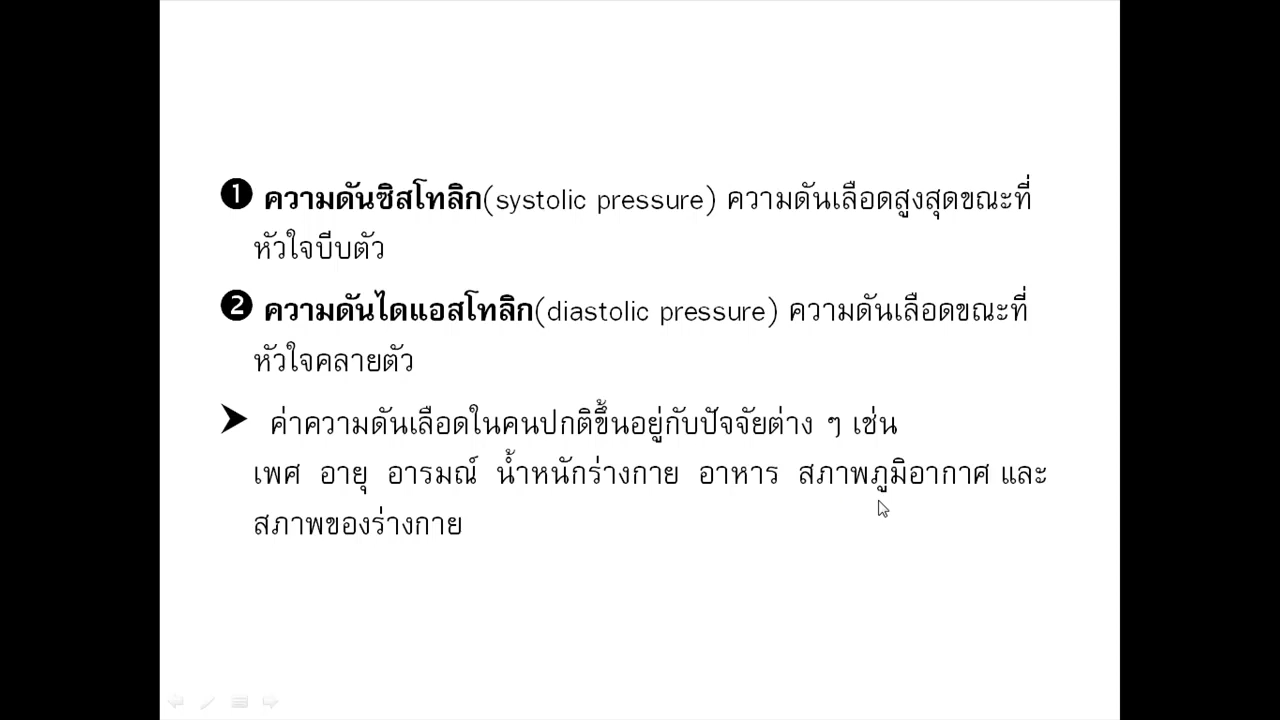 ❶ ความดันซิสโทลิก(systolic pressure) ความดันเลือดสูงสุดขณะที่
หัวใจบีบตัว
❷ ความดันไดแอสโทลิก(diastolic pressure) ความดันเลือดขณะที่
หัวใจคลายตัว
➤ ค่าความดันเลือดในคนปกติขึ้นอยู่กับปัจจัยต่าง ๆ เช่น
เพศ อายุ อารมณ์ น้ำหนักร่างกาย อาหาร สภาพภูมิอากาศ และ
สภาพของร่างกาย